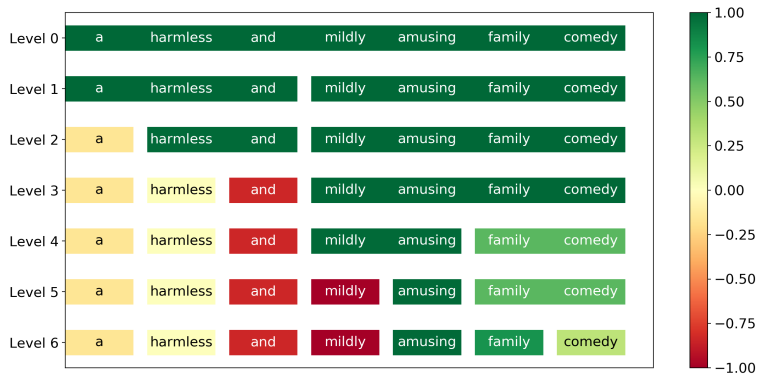 Level 0 a harmless and mildly amusing family comedy
Level 1 a harmless and mildly amusing family comedy
Level 2 a harmless and mildly amusing family comedy
Level 3 a harmless and mildly amusing family comedy
Level 4 a harmless and mildly amusing family comedy
Level 5 a harmless and mildly amusing family comedy
Level 6 a harmless and mildly amusing family comedy
1.00
0.75
0.50
0.25
0.00
−0.25
−0.50
−0.75
−1.00